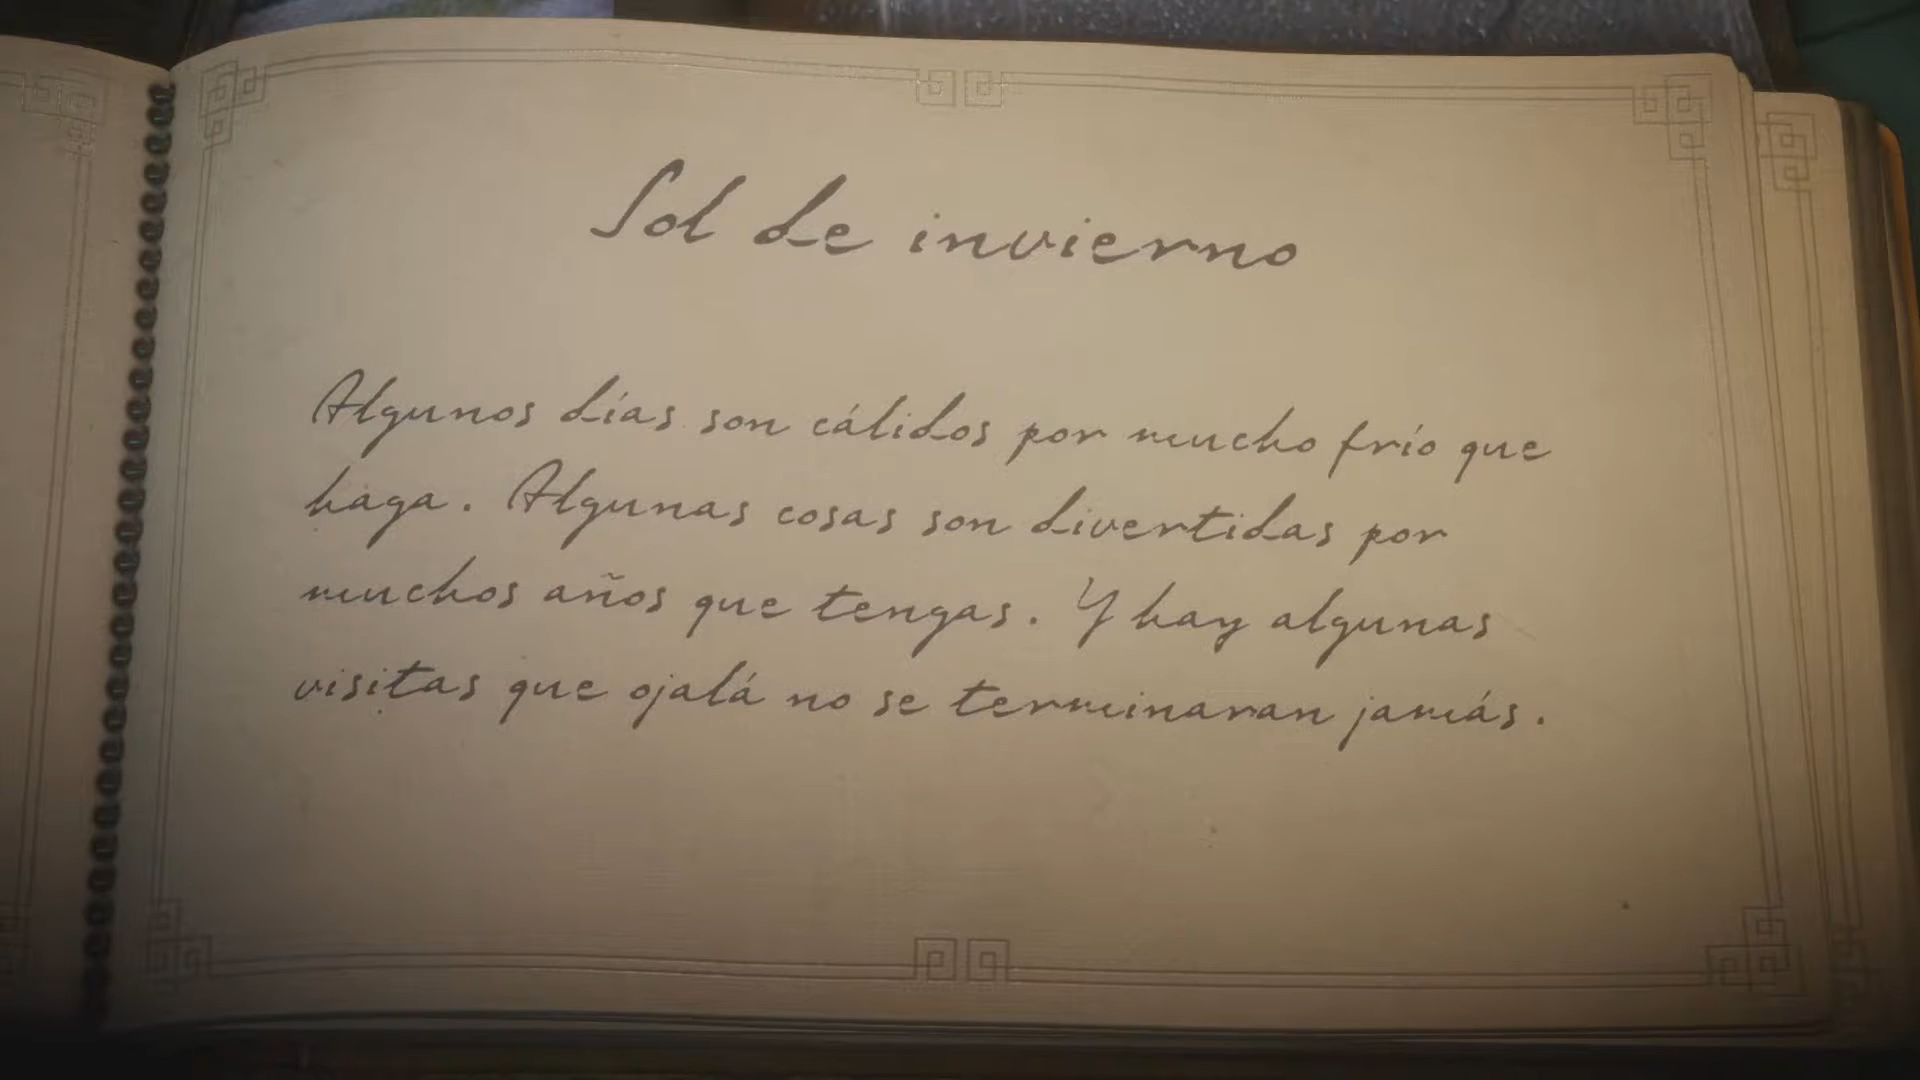 Sol de invierno
Algunos días son cálidos por mucho frío que
haga. Algunas cosas son divertidas por
muchos años que tengas. Y hay algunas
visitas que ojalá no se terminaran jamás.